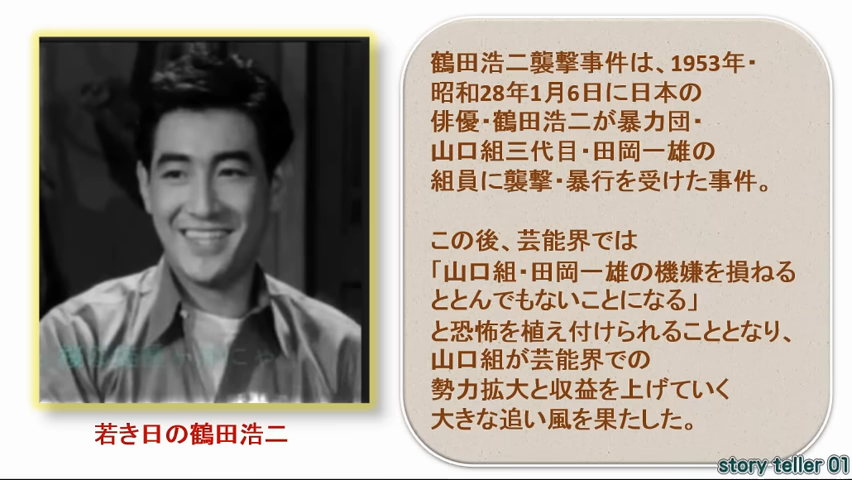 鶴田浩二襲撃事件は、1953年・
昭和28年1月6日に日本の
俳優・鶴田浩二が暴力団・
山口組三代目・田岡一雄の
組員に襲撃・暴行を受けた事件。
この後、芸能界では
「山口組・田岡一雄の機嫌を損ねる
ととんでもないことになる」
と恐怖を植え付けられることとなり、
山口組が芸能界での
勢力拡大と収益を上げていく
大きな追い風を果たした。
若き日の鶴田浩二
story teller 01